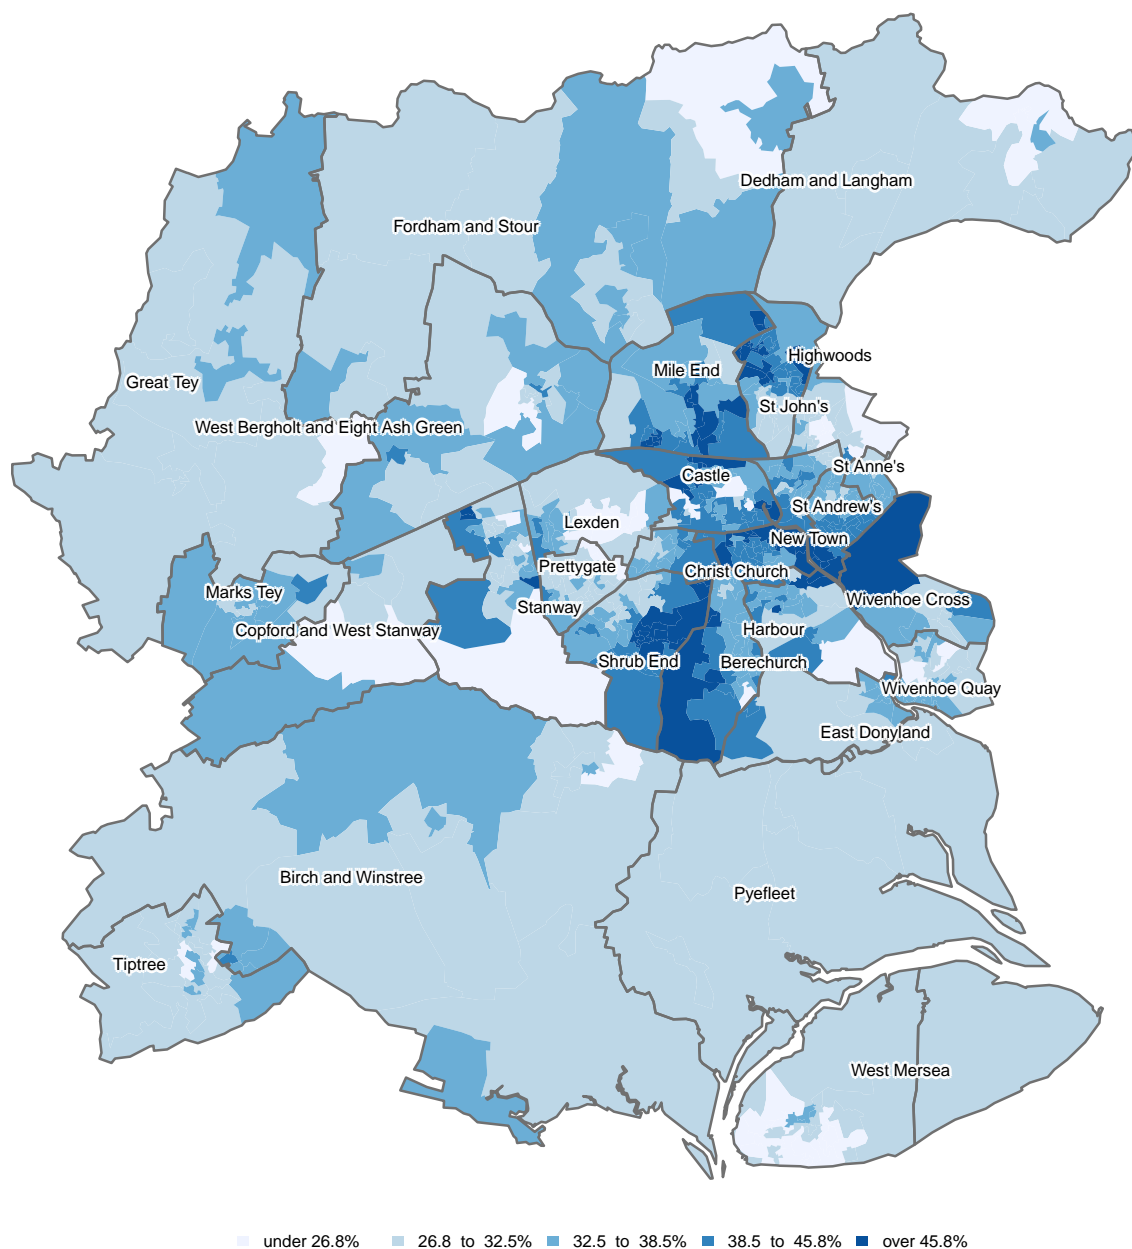 Dedham and Langham
Fordham and Stour
Highwoods
Mile End
Great Tey
St John's
West Bergholt and Eight Ash Green
St Anne's
Castle
St Andrew's
Lexden
New Town
Prettygate
Christ Church
Marks Tey
Stanway
Wivenhoe Cross
Copford and West Stanway
Harbour
Shrub End
Berechurch
Wivenhoe Quay
East Donyland
Birch and Winstree
Pyefleet
Tiptree
West Mersea
under 26.8% 26.8 to 32.5% 32.5 to 38.5% 38.5 to 45.8% over 45.8%